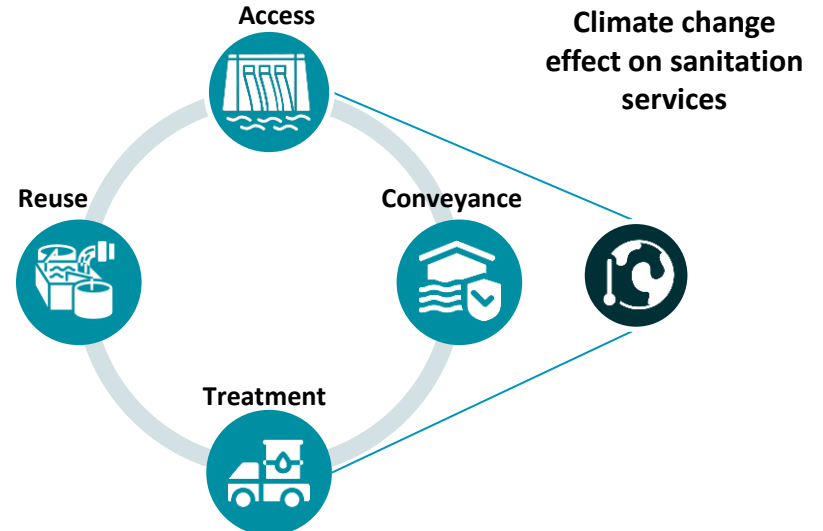 Access
Climate change
effect on sanitation
services
Reuse
Conveyance
Treatment